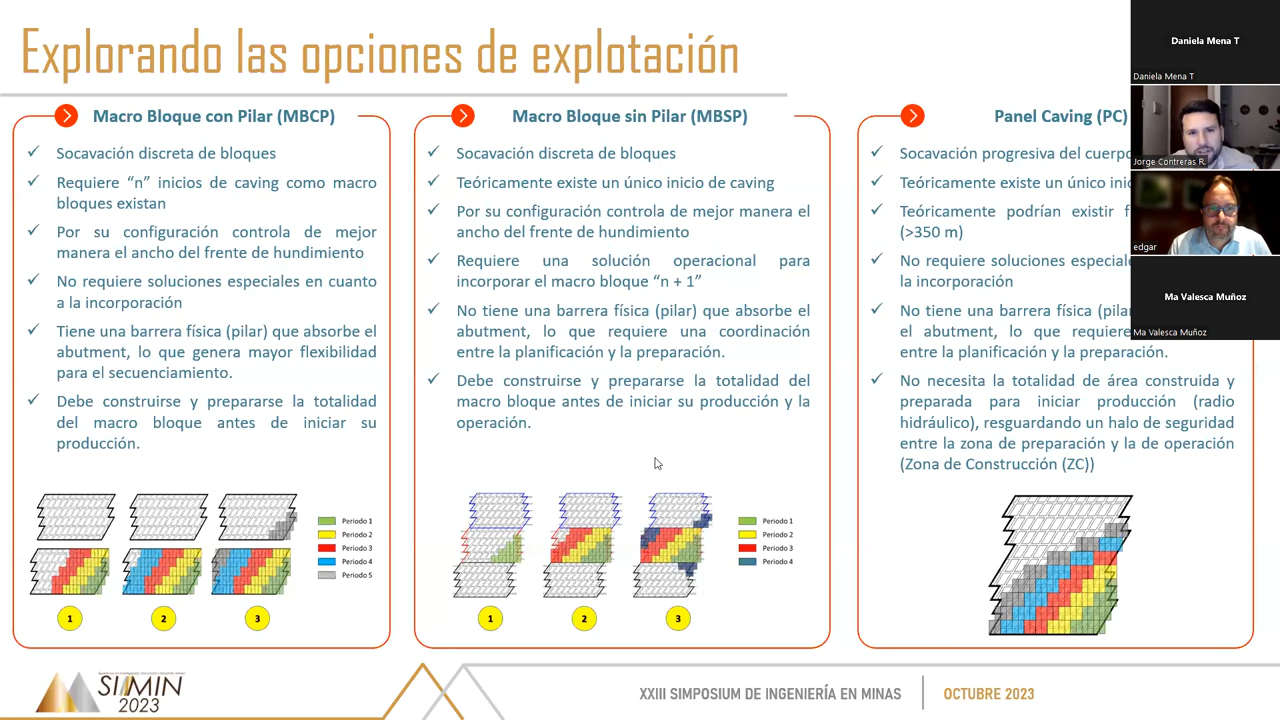 Explorando las opciones de explotación
Macro Bloque con Pilar (MBCP)
Socavación discreta de bloques
Requiere “n” inicios de caving como macro
bloques existan
Por su configuración controla de mejor
manera el ancho del frente de hundimiento
No requiere soluciones especiales en cuanto
a la incorporación
Tiene una barrera física (pilar) que absorbe el
abutment, lo que genera mayor flexibilidad
para el secuenciamiento.
Debe construirse y prepararse la totalidad
del macro bloque antes de iniciar su
producción.
Periodo 1
Periodo 2
Periodo 3
Periodo 4
Periodo 5
1
2
3
Macro Bloque sin Pilar (MBSP)
Socavación discreta de bloques
Teóricamente existe un único inicio de caving
Por su configuración controla de mejor manera el
ancho del frente de hundimiento
Requiere una solución operacional para
incorporar el macro bloque “n + 1”
No tiene una barrera física (pilar) que absorbe el
abutment, lo que requiere una coordinación
entre la planificación y la preparación.
Debe construirse y prepararse la totalidad del
macro bloque antes de iniciar su producción y la
operación.
Periodo 1
Periodo 2
Periodo 3
Periodo 4
1
2
3
Panel Caving (PC)
Socavación progresiva del
Teóricamente existe un único
Teóricamente podrían existir
(>350 m)
No requiere soluciones
la incorporación
No tiene una barrera física
el abutment, lo que requiere
entre la planificación y la preparación.
No necesita la totalidad de área construida y
preparada para iniciar producción (radio
hidráulico), resguardando un halo de seguridad
entre la zona de preparación y la de operación
(Zona de Construcción (ZC))
Daniela Mena T
Daniela Mena T
Jorge Contreras R.
edgar
Ma Valesca Muñoz
Ma Valesca Muñoz
SIMIN
2023
XXIII SIMPOSIUM DE INGENIERÍA EN MINAS
OCTUBRE 2023